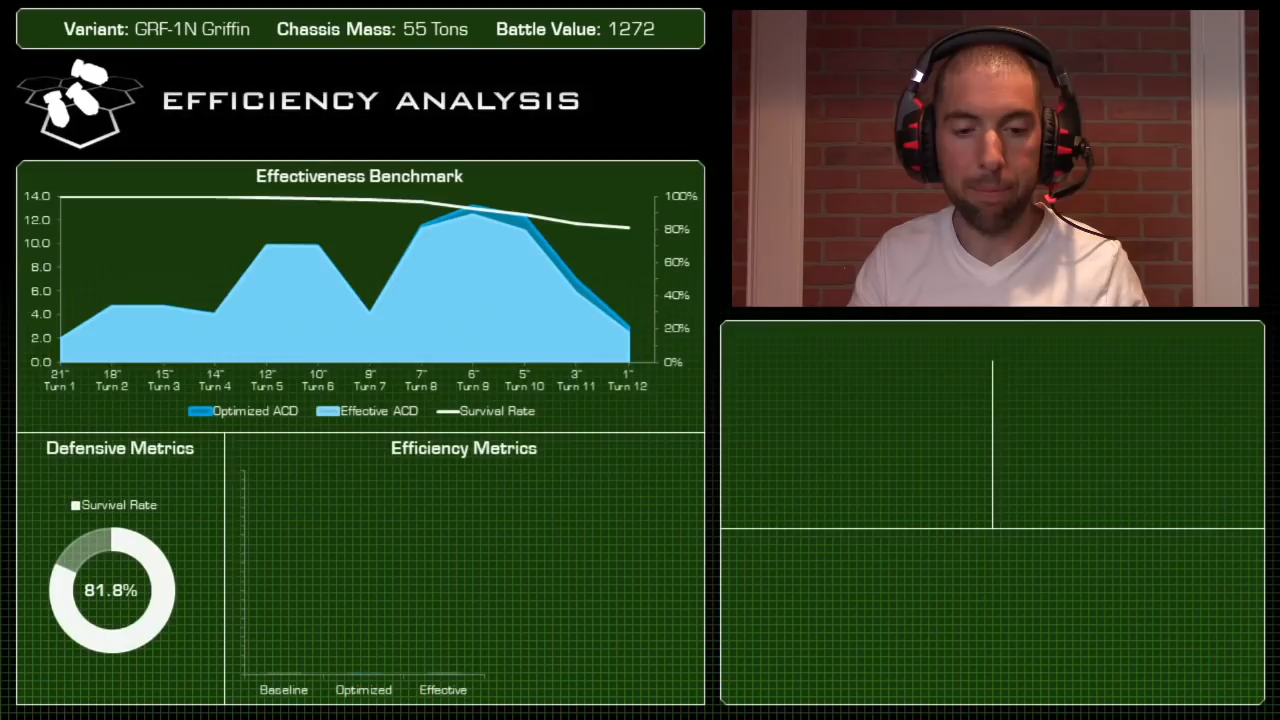 Variant: GRF-1N Griffin Chassis Mass: 55 Tons Battle Value: 1272
EFFICIENCY ANALYSIS
Effectiveness Benchmark
14.0
12.0
10.0
8.0
6.0
4.0
2.0
0.0
100%
80%
60%
40%
20%
0%
21" 18" 15" 14" 12" 10" 9" 7" 6" 5" 3" 1"
Turn 1 Turn 2 Turn 3 Turn 4 Turn 5 Turn 6 Turn 7 Turn 8 Turn 9 Turn 10 Turn 11 Turn 12
Optimized ACD Effective ACD Survival Rate
Defensive Metrics
Survival Rate
81.8%
Efficiency Metrics
Baseline Optimized Effective